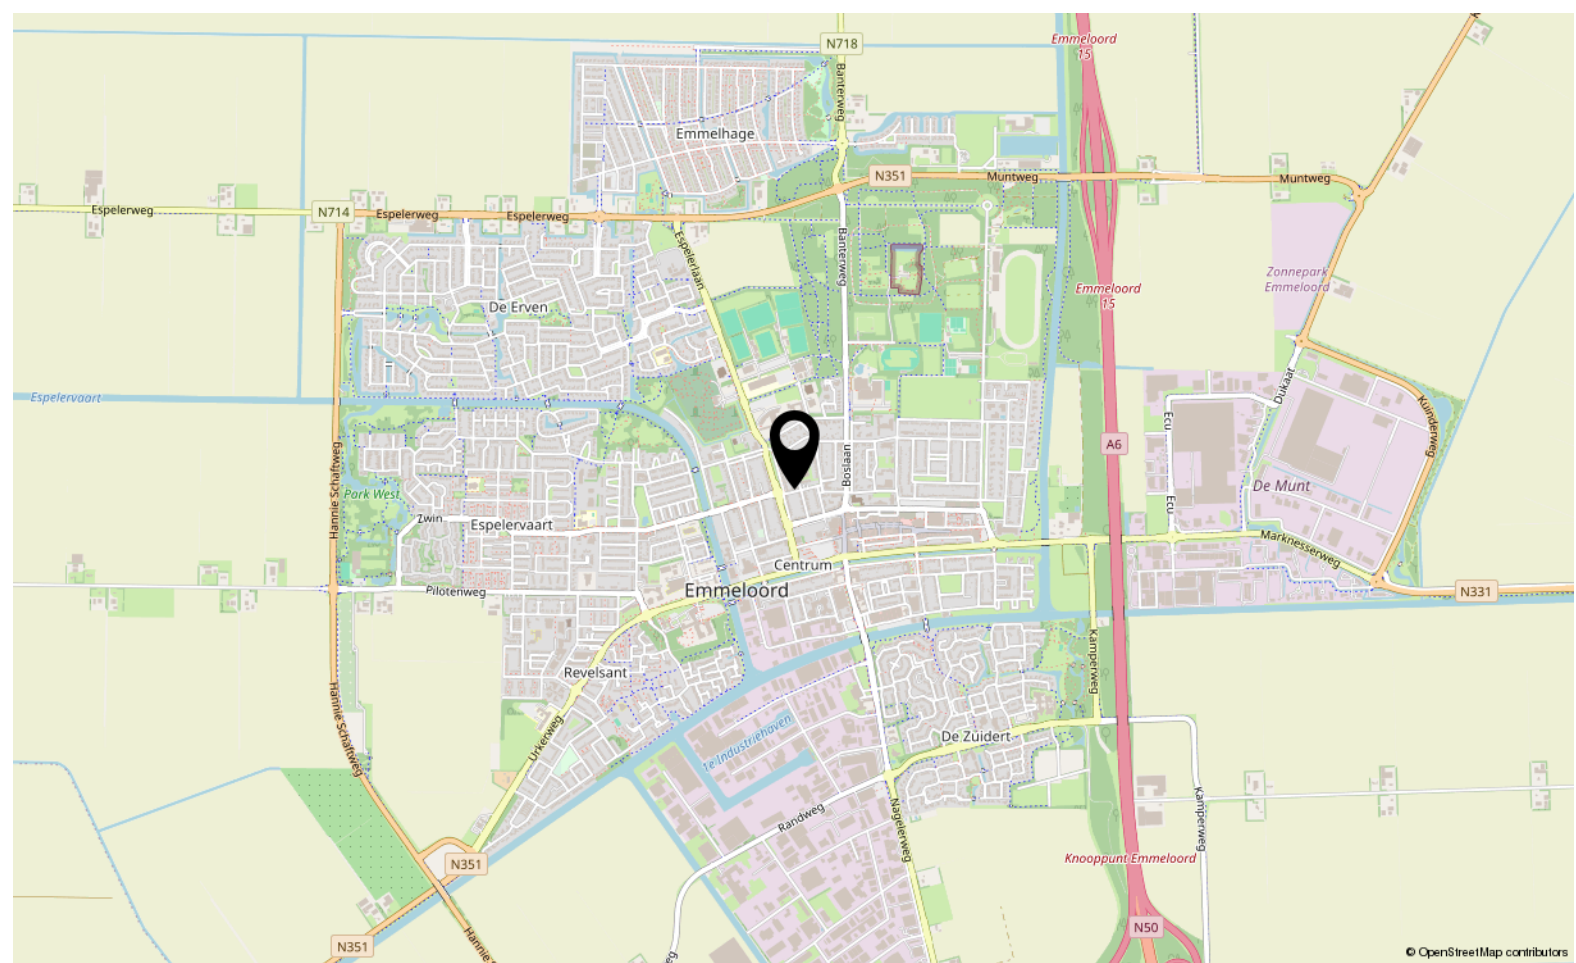 N718
Emmeloord
15
Banterweg
Emmelhage
N351
Muntweg
Muntweg
Espelerweg
N714
Espelerweg
Espelerweg
Espelerlaan
Banterweg
Zonnepark
Emmeloord
Emmeloord
15
De Erven
Espelervaart
Dukaat
Ecu
Kuinderweg
A6
Boslaan
Hannie Schaftweg
Park West
De Munt
Ecu
Zwin
Espelervaart
Marknesserweg
Centrum
Emmeloord
Pilotenweg
N331
Kamperweg
Revelsant
Hannie Schaftweg
Urkerweg
1e Industriehaven
De Zuidert
Randweg
Nagelerweg
Kamperweg
Knooppunt Emmeloord
N351
N50
N351
Hannie
© OpenStreetMap contributors